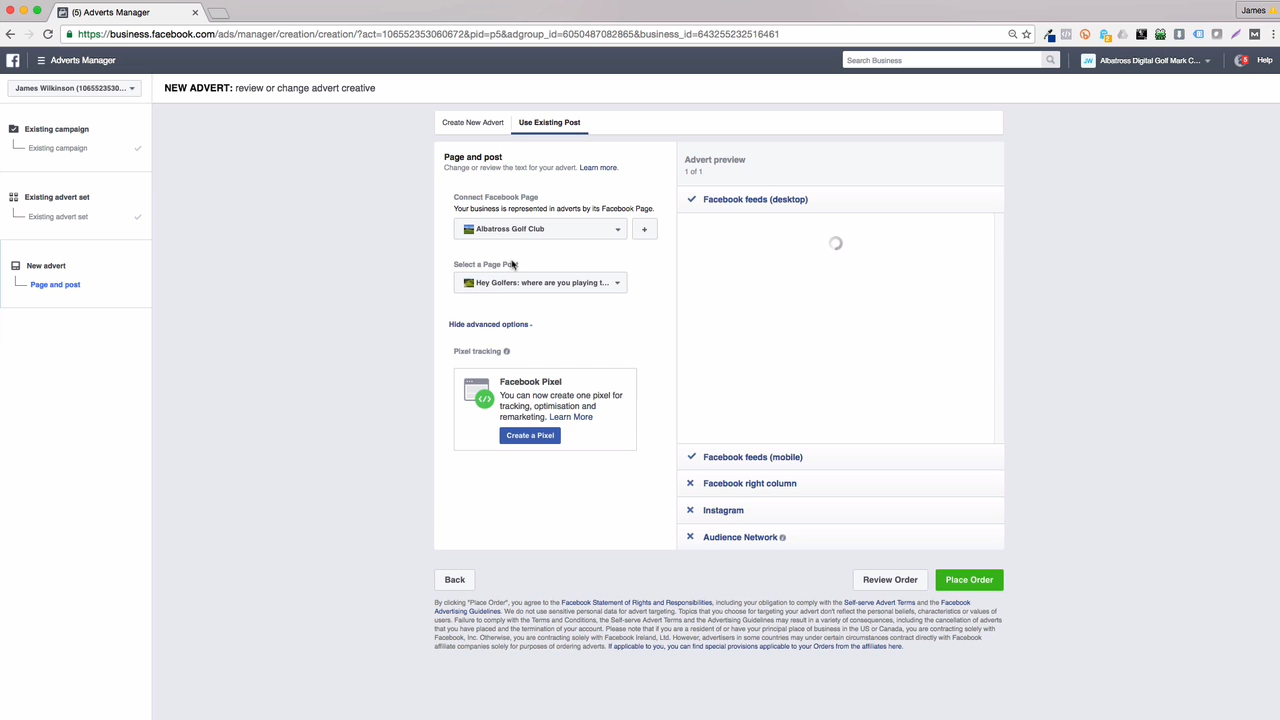 (5) Adverts Manager
James
https://business.facebook.com/ads/manager/creation/creation/?act=106552353060672&pid=p5&adgroup_id=6050487082865&business_id=643255232516461
Adverts Manager
Search Business
JW
Albatross Digital Golf Mark C...
Help
James Wilkinson (1065523530...
NEW ADVERT: review or change advert creative
Existing campaign
Existing campaign
Existing advert set
Existing advert set
New advert
Page and post
Create New Advert
Use Existing Post
Page and post
Change or review the text for your advert. Learn more.
Connect Facebook Page
Your business is represented in adverts by its Facebook Page.
Albatross Golf Club
+
Select a Page Po
Hey Golfers: where are you playing t...
Hide advanced options -
Pixel tracking
Facebook Pixel
You can now create one pixel for
tracking, optimisation and
remarketing. Learn More
Create a Pixel
Advert preview
1 of 1
Facebook feeds (desktop)
Facebook feeds (mobile)
Facebook right column
Instagram
Audience Network
Back
Review Order
Place Order
By clicking "Place Order", you agree to the Facebook Statement of Rights and Responsibilities, including your obligation to comply with the Self-serve Advert Terms and the Facebook
Advertising Guidelines. We do not use sensitive personal data for advert targeting. Topics that you choose for targeting your advert don't reflect the personal beliefs, characteristics or values of
users. Failure to comply with the Terms and Conditions, the Self-serve Advert Terms and the Advertising Guidelines may result in a variety of consequences, including the cancellation of adverts
that you have placed and the termination of your account. Please note that if you are a resident of or have your principal place of business in the US or Canada, you are contracting solely with
Facebook, Inc. Otherwise, you are contracting solely with Facebook Ireland, Ltd. However, advertisers in some countries may under certain circumstances contract directly with Facebook
affiliate companies solely for purposes of ordering adverts. If applicable to you, you can find special provisions applicable to your Orders from the affiliates here.